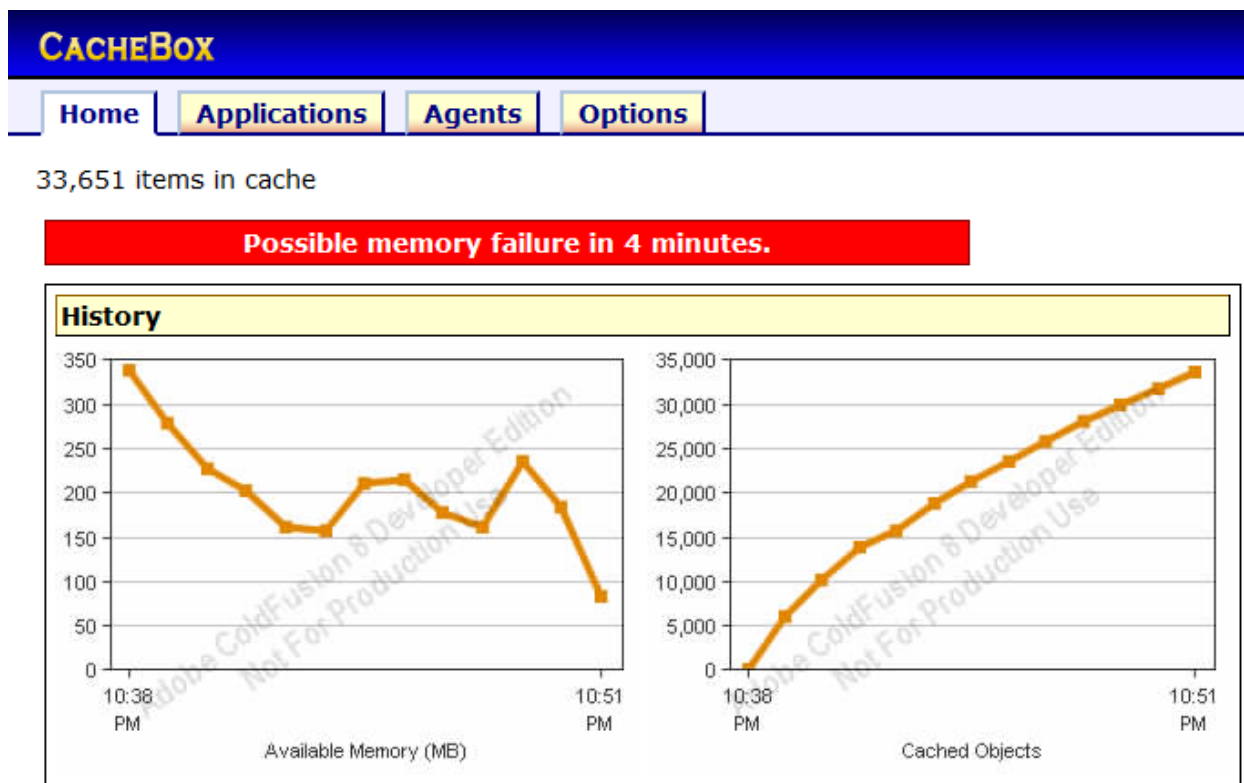 CACHEBOX
Home Applications Agents Options
33,651 items in cache
Possible memory failure in 4 minutes.
History
350
300
250
200
150
100
50
0
10:38 PM
10:51 PM
Available Memory (MB)
Adobe ColdFusion 8 Developer Edition
Not For Production Use
35,000
30,000
25,000
20,000
15,000
10,000
5,000
0
10:38 PM
10:51 PM
Cached Objects
Adobe ColdFusion 8 Developer Edition
Not For Production Use